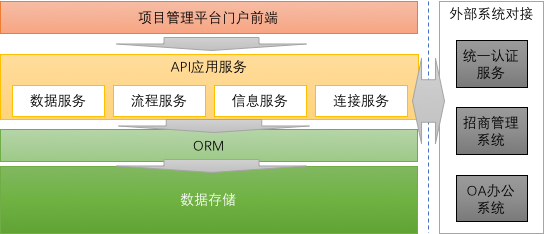 项目管理平台门户前端
API应用服务
数据服务 流程服务 信息服务 连接服务
ORM
数据存储
外部系统对接
统一认证
服务
招商管理
系统
OA办公
系统